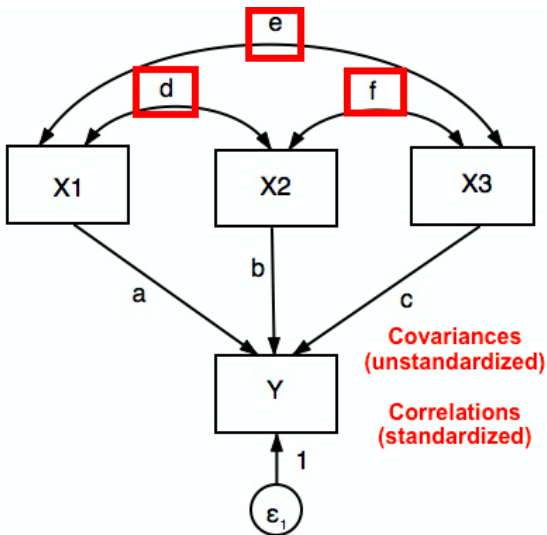 e
d
f
X1
X2
X3
a
b
c
Covariances
(unstandardized)
Y
Correlations
(standardized)
1
ε₁